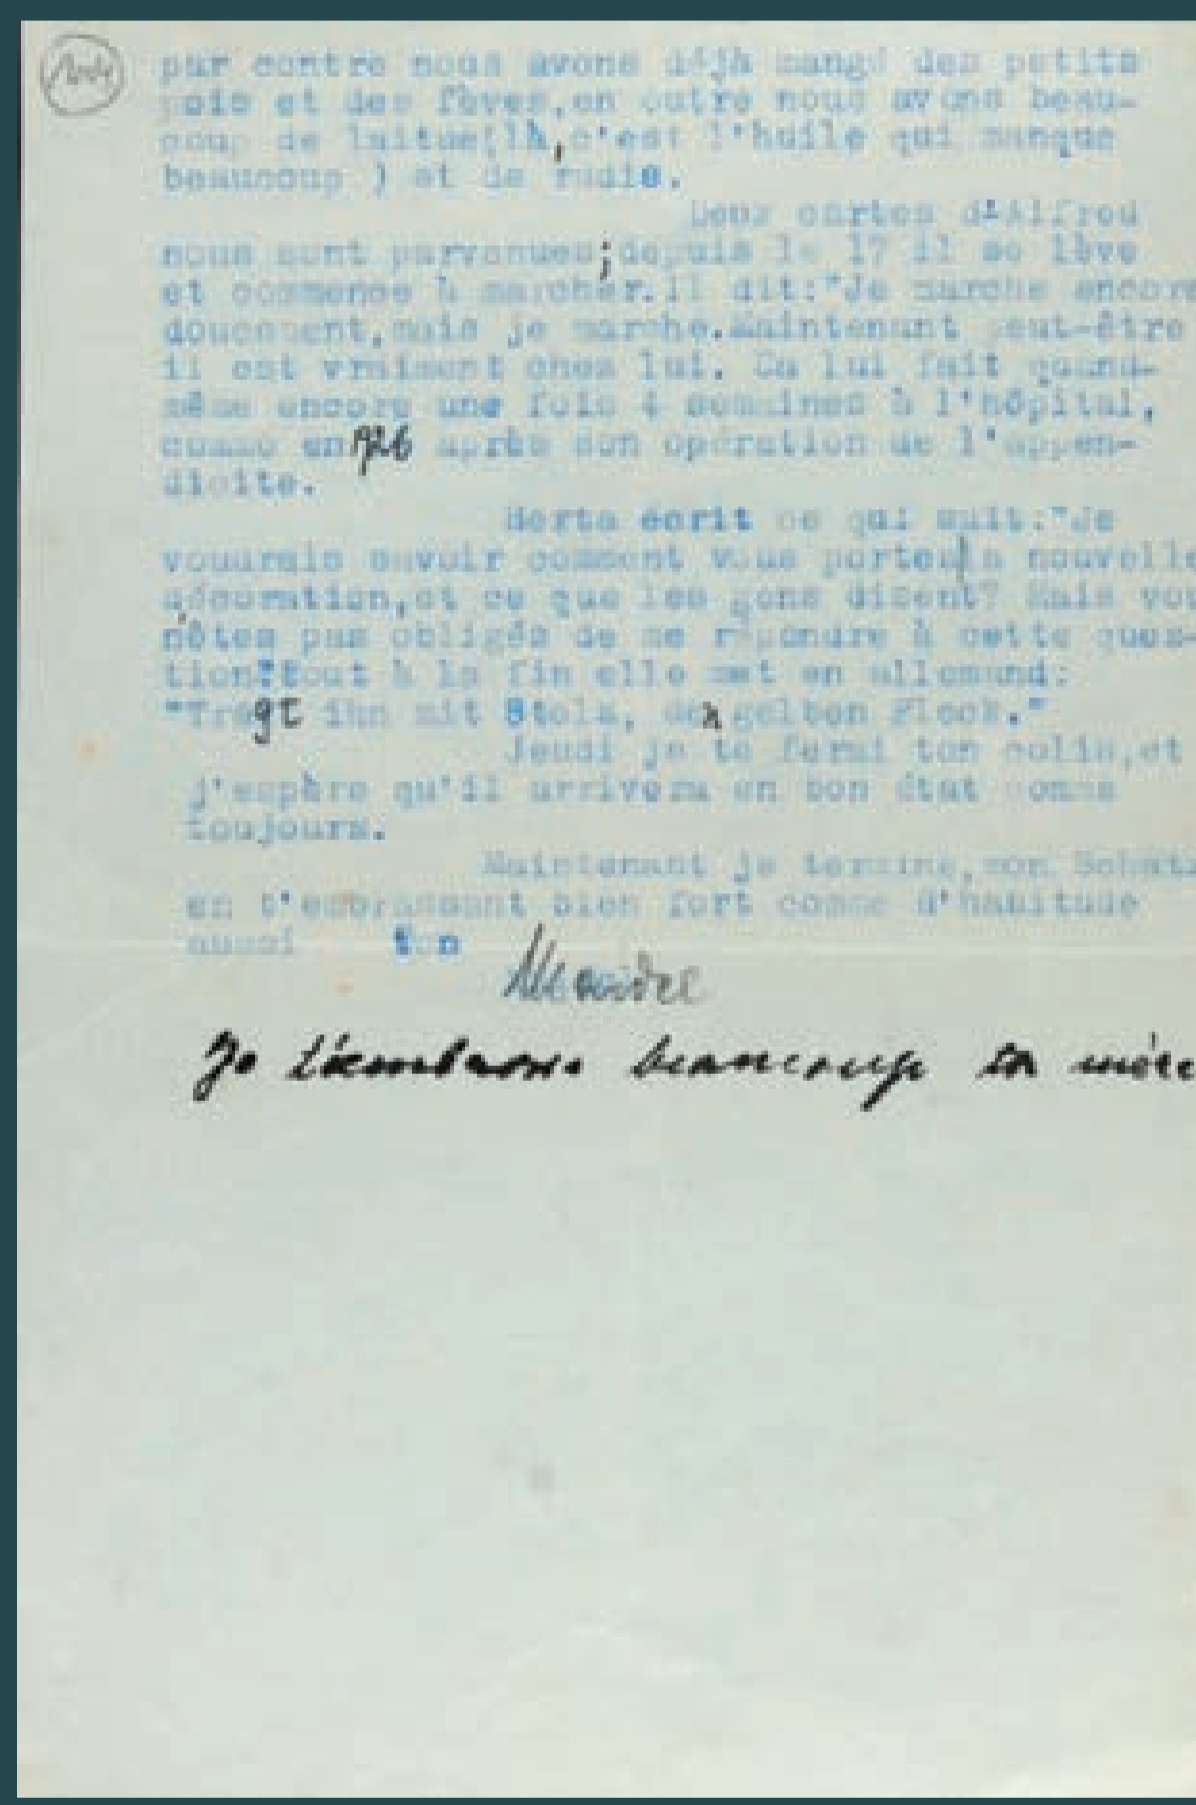 par contre nous avons déjà mangé des petits
pois et des fèves,en outre nous avons beau-
coup de laitue(là,c'est l'huile qui manque
beaucoup ) et de radis.
Deux cartes d'Alfred
nous sont parvenues;depuis le 17 il se lève
et commence à marcher.Il dit:"Je marche encore
doucement,mais je marche.Maintenant peut-être
il est vraiment chez lui. Ca lui fait quand-
même encore une fois 4 semaines à l'hôpital,
comme en 926 après son opération de l'appen-
dicite.
Herta écrit ce qui suit:"Je
voudrais savoir comment vous portez la nouvelle
décoration,et ce que les gens disent? Mais vou
nêtes pas obligés de me répondre à cette ques-
tion"Tout à la fin elle met en allemand:
"Tragt ihn mit Stolz, den gelben Fleck."
Jeudi je te ferai ton colis,et
j'espère qu'il arrivera en bon état comme
toujours.
Maintenant je termine,mon Schatz
en t'embrassant bien fort comme d'habitude
aussi ton
Je t'embrasse beaucoup ta mère